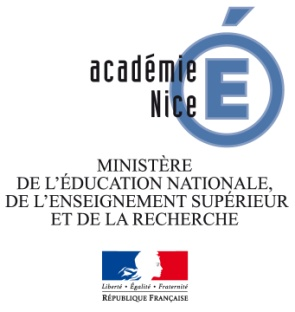 académie
Nice
É
MINISTÈRE
DE L'ÉDUCATION NATIONALE,
DE L'ENSEIGNEMENT SUPÉRIEUR
ET DE LA RECHERCHE
Liberté • Égalité • Fraternité
RÉPUBLIQUE FRANÇAISE